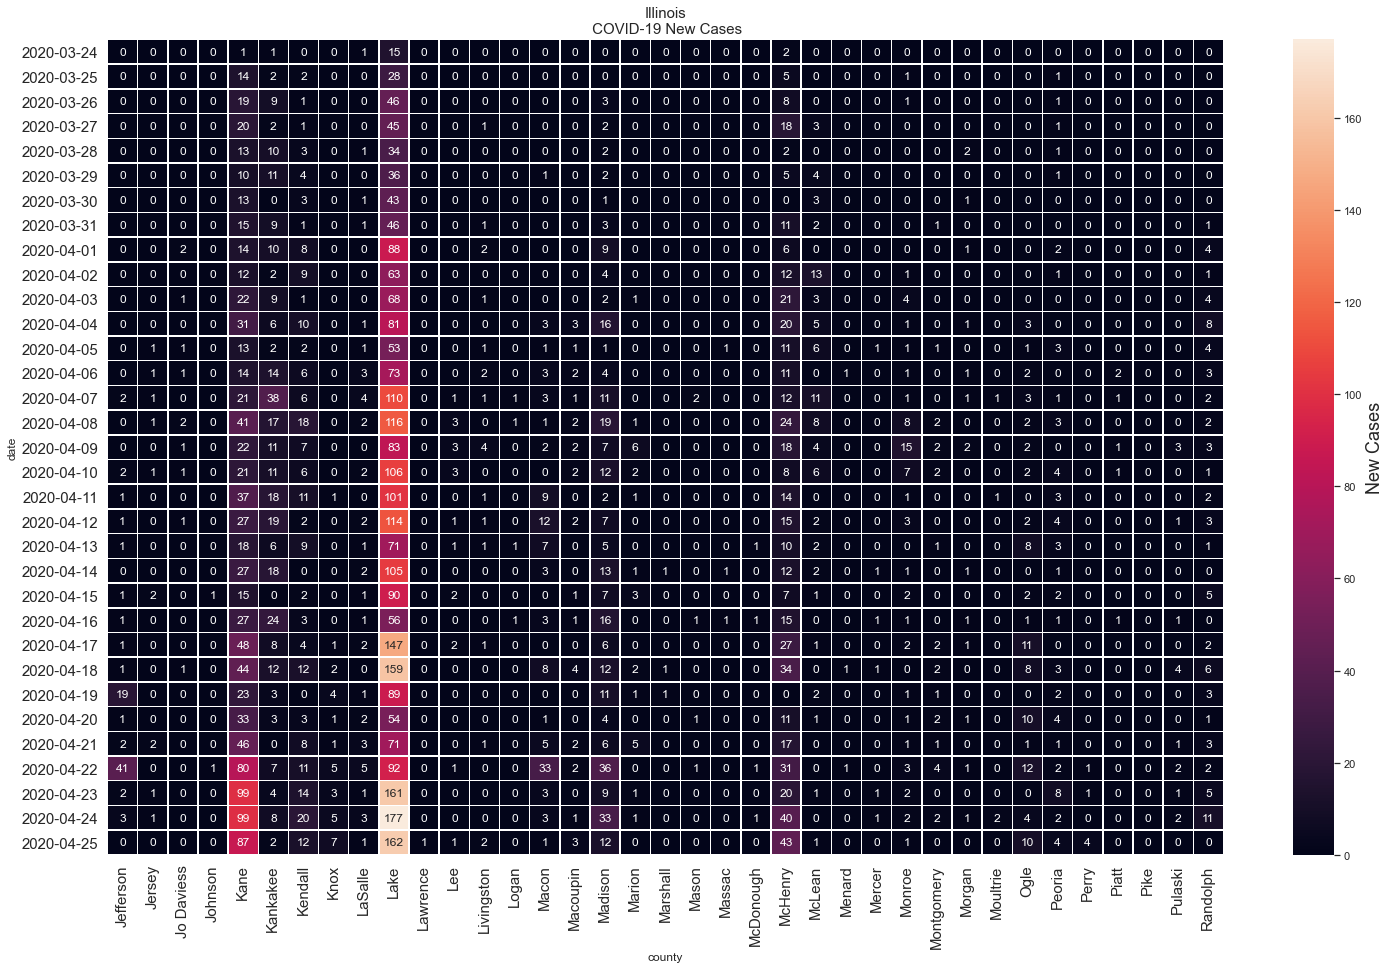 Illinois
COVID-19 New Cases
2020-03-24 0 0 0 0 1 1 0 0 1 15 0 0 0 0 0 0 0 0 0 0 0 0 2 0 0 0 0 0 0 0 0 0 0 0 0 0 0
2020-03-25 0 0 0 0 14 2 2 0 0 28 0 0 0 0 0 0 0 0 0 0 0 0 5 0 0 0 1 0 0 0 0 1 0 0 0 0 0
2020-03-26 0 0 0 0 19 9 1 0 0 46 0 0 0 0 0 0 3 0 0 0 0 0 8 0 0 0 1 0 0 0 0 1 0 0 0 0 0
2020-03-27 0 0 0 0 20 2 1 0 0 45 0 0 1 0 0 0 2 0 0 0 0 0 18 3 0 0 0 0 0 0 0 1 0 0 0 0 0
2020-03-28 0 0 0 0 13 10 3 0 1 34 0 0 0 0 0 0 2 0 0 0 0 0 2 0 0 0 0 0 2 0 0 1 0 0 0 0 0
2020-03-29 0 0 0 0 10 11 4 0 0 36 0 0 0 0 1 0 2 0 0 0 0 0 5 4 0 0 0 0 0 0 0 1 0 0 0 0 0
2020-03-30 0 0 0 0 13 0 3 0 1 43 0 0 0 0 0 0 1 0 0 0 0 0 0 3 0 0 0 0 1 0 0 0 0 0 0 0 0
2020-03-31 0 0 0 0 15 9 1 0 1 46 0 0 1 0 0 0 3 0 0 0 0 0 11 2 0 0 0 1 0 0 0 0 0 0 0 0 1
2020-04-01 0 0 2 0 14 10 8 0 0 88 0 0 2 0 0 0 9 0 0 0 0 0 6 0 0 0 0 0 1 0 0 2 0 0 0 0 4
2020-04-02 0 0 0 0 12 2 9 0 0 63 0 0 0 0 0 0 4 0 0 0 0 0 12 13 0 0 1 0 0 0 0 1 0 0 0 0 1
2020-04-03 0 0 1 0 22 9 1 0 0 68 0 0 1 0 0 0 2 1 0 0 0 0 21 3 0 0 4 0 0 0 0 0 0 0 0 0 4
2020-04-04 0 0 0 0 31 6 10 0 1 81 0 0 0 0 3 3 16 0 0 0 0 0 20 5 0 0 1 0 1 0 3 0 0 0 0 0 8
2020-04-05 0 1 1 0 13 2 2 0 1 53 0 0 1 0 1 1 1 0 0 0 1 0 11 6 0 1 1 1 0 0 1 3 0 0 0 0 4
2020-04-06 0 1 1 0 14 14 6 0 3 73 0 0 2 0 3 2 4 0 0 0 0 0 11 0 1 0 1 0 1 0 2 0 0 2 0 0 3
2020-04-07 2 1 0 0 21 38 6 0 4 110 0 1 1 1 3 1 11 0 0 2 0 0 12 11 0 0 1 0 1 1 3 1 0 1 0 0 2
2020-04-08 0 1 2 0 41 17 18 0 2 116 0 3 0 1 1 2 19 1 0 0 0 0 24 8 0 0 8 2 0 0 2 3 0 0 0 0 2
2020-04-09 0 0 1 0 22 11 7 0 0 83 0 3 4 0 2 2 7 6 0 0 0 0 18 4 0 0 15 2 2 0 2 0 0 1 0 3 3
2020-04-10 2 1 1 0 21 11 6 0 2 106 0 3 0 0 0 2 12 2 0 0 0 0 8 6 0 0 7 2 0 0 2 4 0 1 0 0 1
2020-04-11 1 0 0 0 37 18 11 1 0 101 0 0 1 0 9 0 2 1 0 0 0 0 14 0 0 0 1 0 0 1 0 3 0 0 0 0 2
2020-04-12 1 0 1 0 27 19 2 0 2 114 0 1 1 0 12 2 7 0 0 0 0 0 15 2 0 0 3 0 0 0 2 4 0 0 0 1 3
2020-04-13 1 0 0 0 18 6 9 0 1 71 0 1 1 1 7 0 5 0 0 0 0 1 10 2 0 0 0 1 0 0 8 3 0 0 0 0 1
2020-04-14 1 0 0 0 27 18 0 0 2 105 0 0 0 0 3 0 13 1 1 0 1 0 12 2 0 1 1 0 1 0 0 1 0 0 0 0 0
2020-04-15 1 2 0 1 15 0 2 0 1 90 0 2 0 0 0 1 7 3 0 0 0 0 7 1 0 0 2 0 0 0 2 2 0 0 0 0 5
2020-04-16 1 0 0 0 27 24 3 0 1 56 0 0 0 1 3 1 16 0 0 1 1 1 15 0 0 1 1 0 1 0 1 1 0 1 0 1 0
2020-04-17 1 0 0 0 48 8 4 1 2 147 0 2 1 0 0 0 6 0 0 0 0 0 27 1 0 0 2 2 1 0 11 0 0 0 0 0 2
2020-04-18 1 0 1 0 44 12 12 2 0 159 0 0 0 0 8 4 12 2 1 0 0 0 34 0 1 1 0 2 0 0 8 3 0 0 0 4 6
2020-04-19 19 0 0 0 23 3 0 4 1 89 0 0 0 0 0 0 11 1 1 0 0 0 0 2 0 0 1 1 0 0 0 2 0 0 0 0 3
2020-04-20 1 0 0 0 33 3 3 1 2 54 0 0 0 0 1 0 4 0 1 0 0 0 11 1 0 1 1 2 1 0 10 4 0 0 0 0 1
2020-04-21 2 2 0 0 46 0 8 1 3 71 0 0 1 0 5 2 6 5 0 0 0 0 17 0 0 0 1 1 0 0 1 1 0 0 0 1 3
2020-04-22 41 0 0 1 80 7 11 5 5 92 0 1 0 0 33 2 36 0 0 1 0 1 31 0 1 0 3 4 1 0 12 2 1 0 0 2 2
2020-04-23 2 1 0 0 99 4 14 3 1 161 0 0 0 0 3 0 9 1 0 0 0 0 20 1 0 1 2 0 0 0 0 8 1 0 0 1 5
2020-04-24 3 1 0 0 99 8 20 5 3 177 0 0 0 0 3 1 33 1 0 0 0 1 40 0 0 1 2 2 1 2 4 2 0 0 0 2 11
2020-04-25 0 0 0 0 87 2 12 7 0 162 1 1 2 0 1 3 12 0 0 0 0 0 43 1 0 0 1 0 0 0 10 4 4 0 0 0 0
Jefferson Jersey Jo Daviess Johnson Kane Kankakee Kendall Knox LaSalle Lake Lawrence Lee Livingston Logan Macon Macoupin Madison Marion Marshall Mason Massac McDonough McHenry McLean Menard Mercer Monroe Montgomery Morgan Moultrie Ogle Peoria Perry Piatt Pike Pulaski Randolph
county
date
160
140
120
100
80
60
40
20
0
New Cases